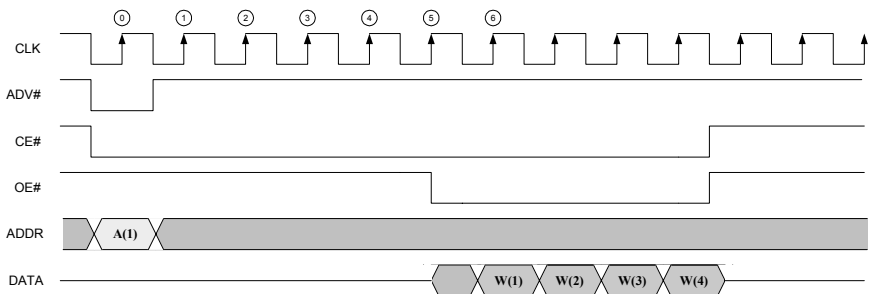 0 1 2 3 4 5 6
CLK
ADV#
CE#
OE#
ADDR A(1)
DATA W(1) W(2) W(3) W(4)